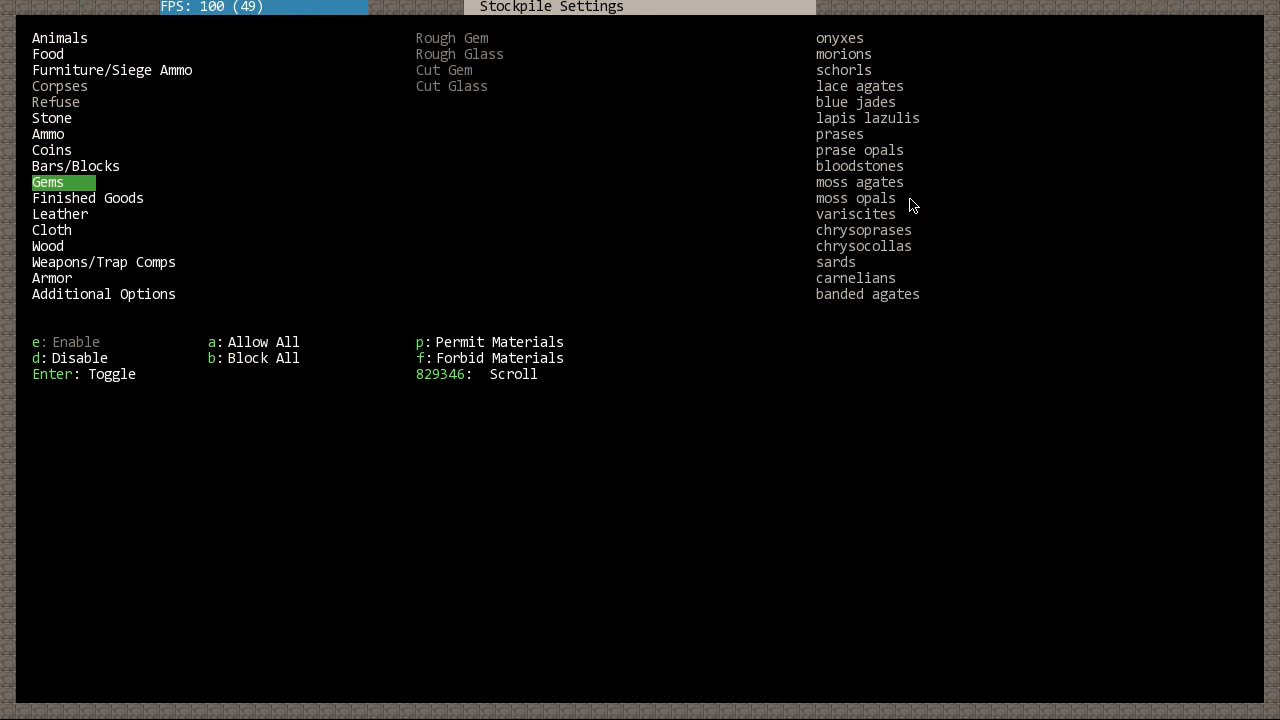 FPS: 100 (49) Stockpile Settings
Animals Rough Gem onyxes
Food Rough Glass morions
Furniture/Siege Ammo Cut Gem schorls
Corpses Cut Glass lace agates
Refuse blue jades
Stone lapis lazulis
Ammo prases
Coins prase opals
Bars/Blocks bloodstones
Gems moss agates
Finished Goods moss opals
Leather variscites
Cloth chrysoprases
Wood chrysocollas
Weapons/Trap Comps sards
Armor carnelians
Additional Options banded agates
e: Enable a: Allow All p: Permit Materials
d: Disable b: Block All f: Forbid Materials
Enter: Toggle 829346: Scroll